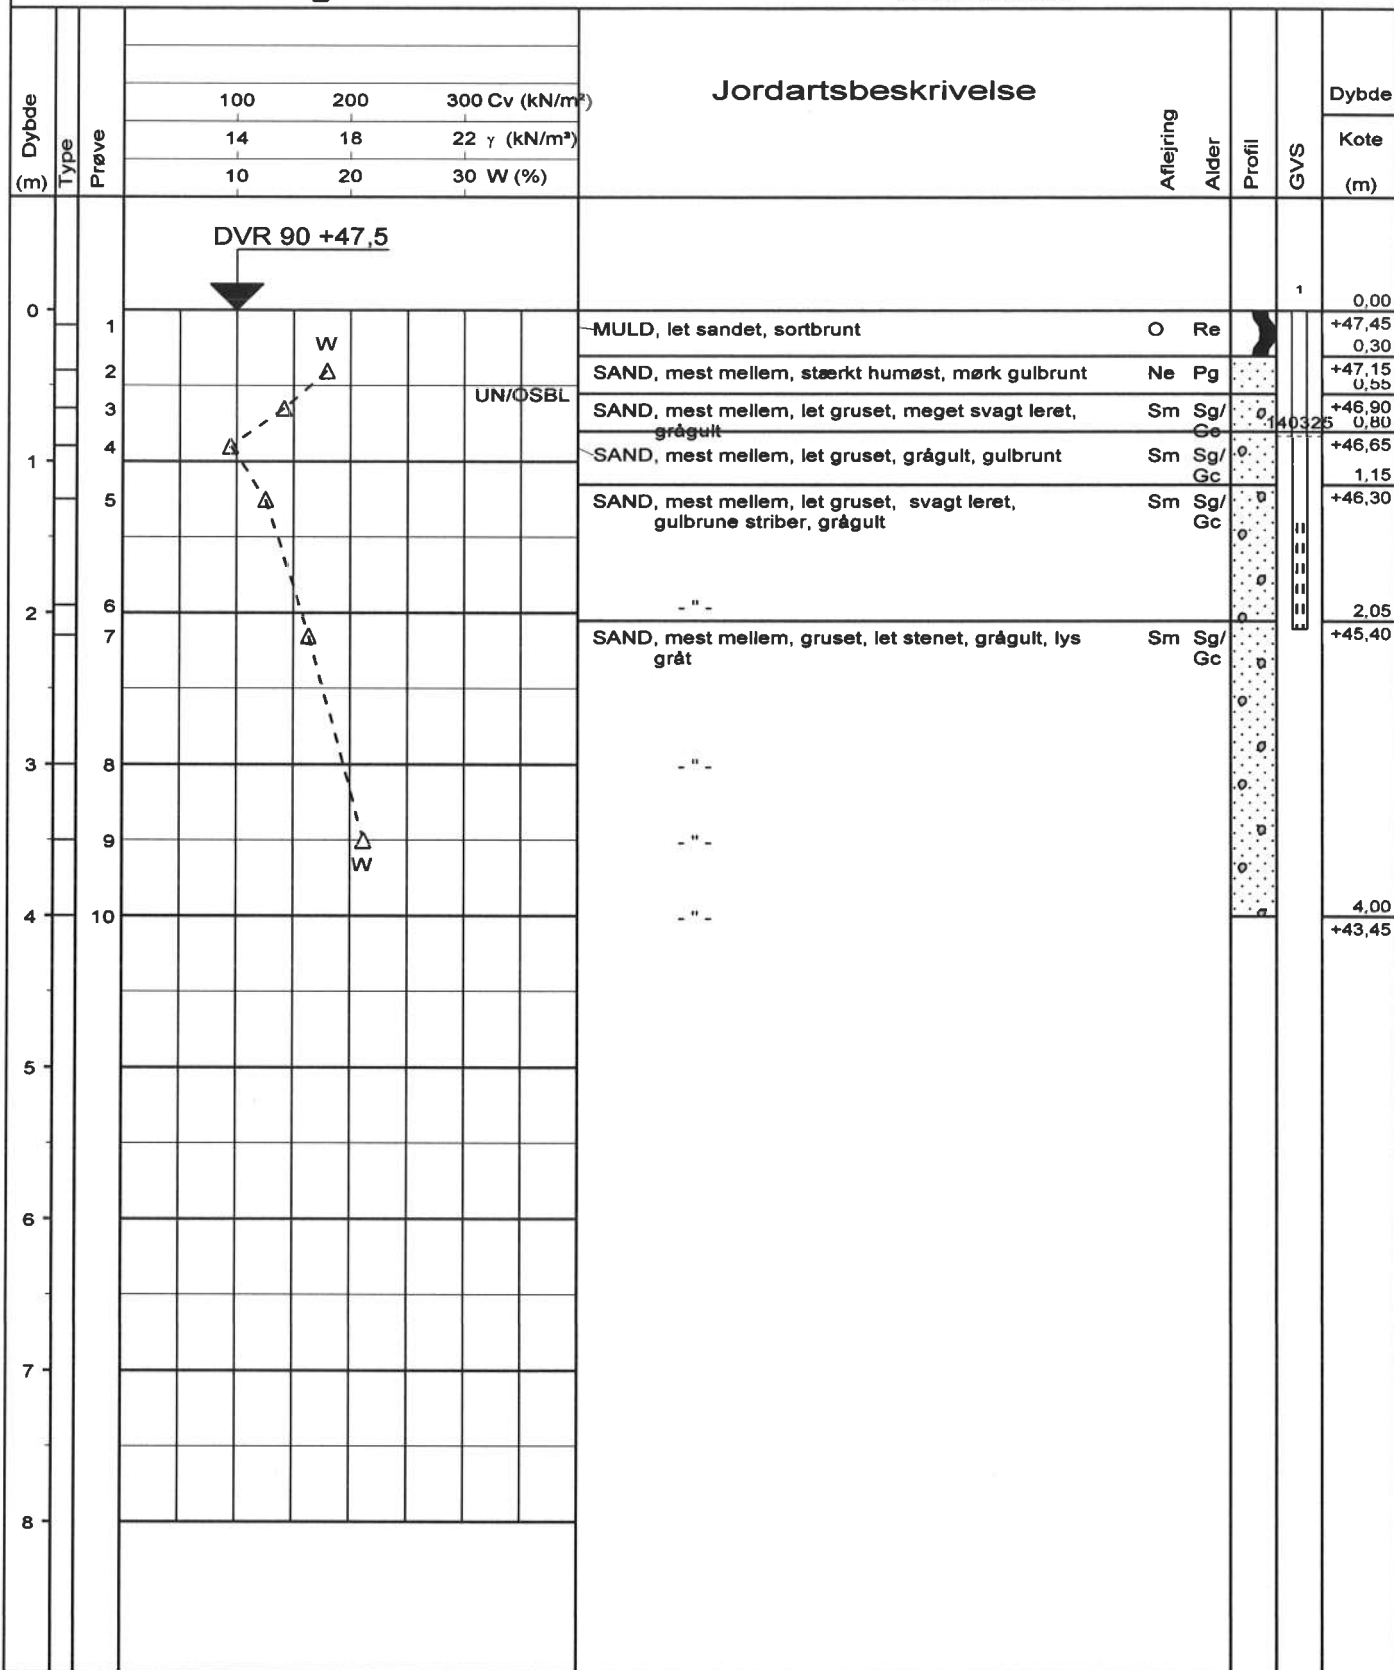 Dybde
(m)
Type
Prøve
100 200 300 Cv (kN/m²)
14 18 22 γ (kN/m³)
10 20 30 W (%)
Jordartsbeskrivelse
Aflejring
Alder
Profil
GVS
Dybde
Kote
(m)
DVR 90 +47,5
1
0 0,00
1 MULD, let sandet, sortbrunt O Re +47,45
W 0,30
2 SAND, mest mellem, stærkt humøst, mørk gulbrunt Ne Pg +47,15
UN/OSBL 0,55
3 SAND, mest mellem, let gruset, meget svagt leret, Sm Sg/ +46,90
grågult Gc 140325 0,80
4 SAND, mest mellem, let gruset, grågult, gulbrunt Sm Sg/ +46,65
1 Gc 1,15
5 SAND, mest mellem, let gruset, svagt leret, Sm Sg/ +46,30
gulbrune striber, grågult Gc
6 - " -
2 2,05
7 SAND, mest mellem, gruset, let stenet, grågult, lys Sm Sg/ +45,40
gråt Gc
3 8 - " -
9 - " -
W
4 10 - " - 4,00
+43,45
5
6
7
8